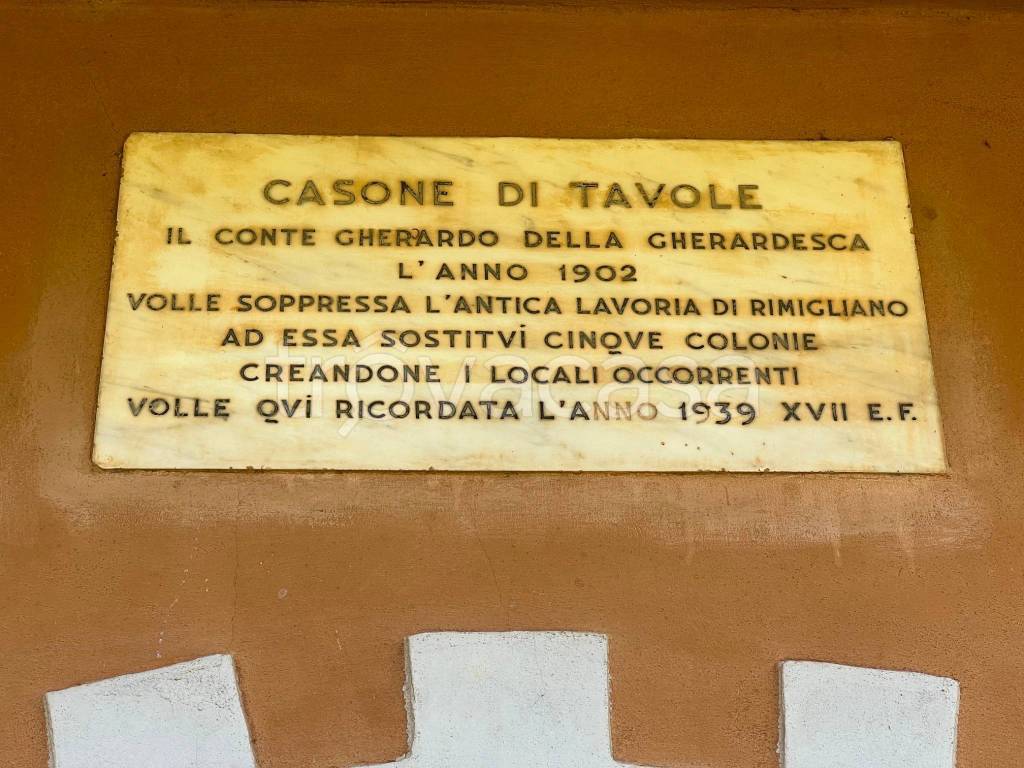 CASONE DI TAVOLE
IL CONTE GHERARDO DELLA GHERARDESCA
L'ANNO 1902
VOLLE SOPPRESSA L'ANTICA LAVORIA DI RIMIGLIANO
AD ESSA SOSTITVÌ CINQVE COLONIE
CREANDONE I LOCALI OCCORRENTI
VOLLE QVÌ RICORDATA L'ANNO 1939 XVII E.F.
trovacasa